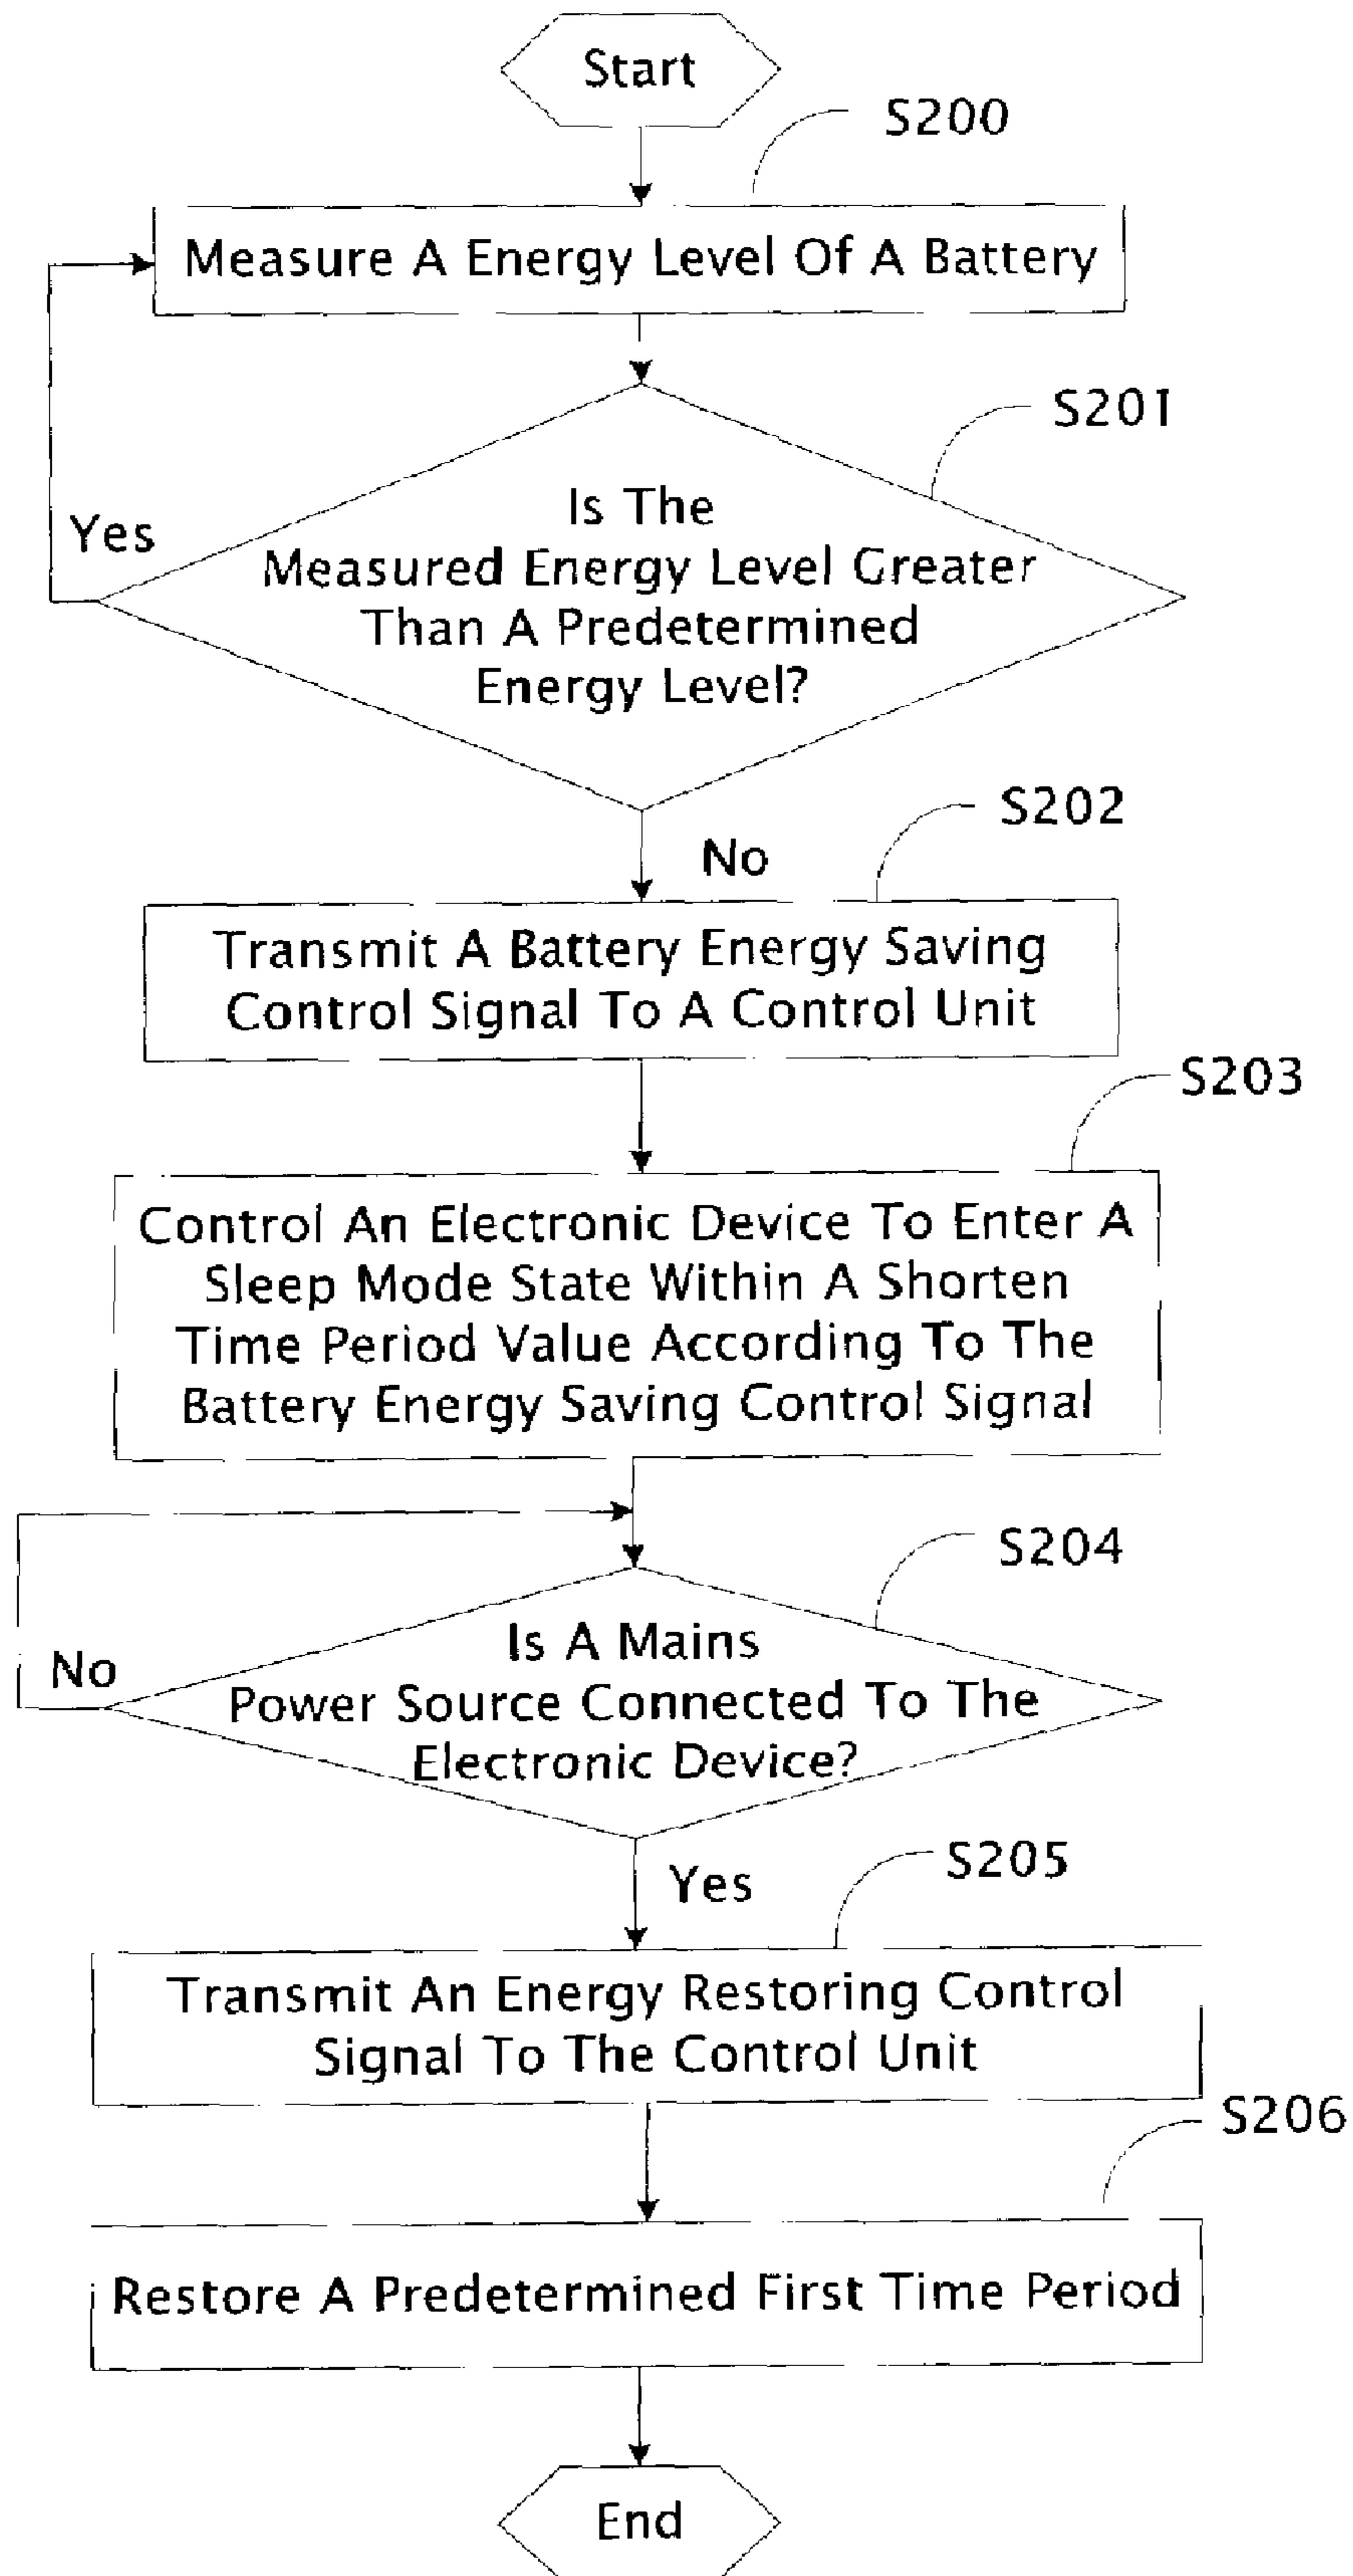 Start
S200
Measure A Energy Level Of A Battery
S201
Yes
Is The
Measured Energy Level Greater
Than A Predetermined
Energy Level?
S202
No
Transmit A Battery Energy Saving
Control Signal To A Control Unit
S203
Control An Electronic Device To Enter A
Sleep Mode State Within A Shorten
Time Period Value According To The
Battery Energy Saving Control Signal
S204
No
Is A Mains
Power Source Connected To The
Electronic Device?
S205
Yes
Transmit An Energy Restoring Control
Signal To The Control Unit
S206
Restore A Predetermined First Time Period
End